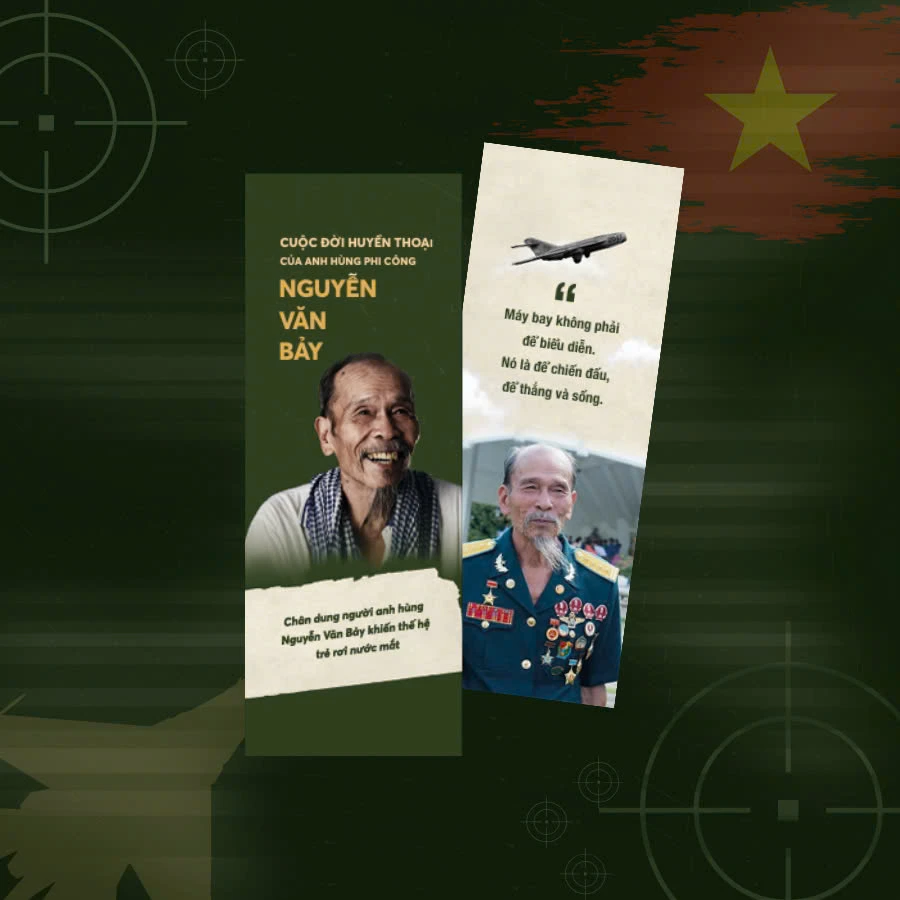 CUỘC ĐỜI HUYỀN THOẠI
CỦA ANH HÙNG PHI CÔNG
NGUYỄN
VĂN
BẢY
Chân dung người anh hùng
Nguyễn Văn Bảy khiến thế hệ
trẻ rơi nước mắt
“
Máy bay không phải
để biểu diễn.
Nó là để chiến đấu,
để thắng và sống.